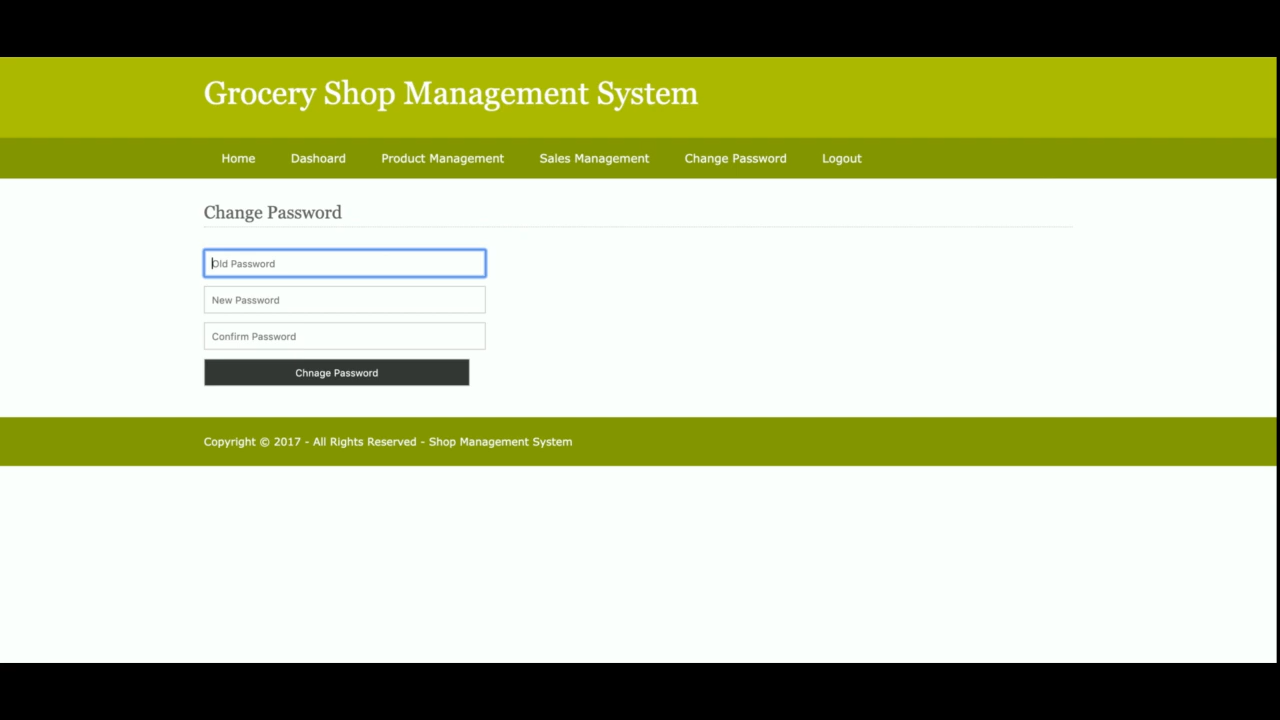 Grocery Shop Management System
Home Dashoard Product Management Sales Management Change Password Logout
Change Password
Old Password
New Password
Confirm Password
Chnage Password
Copyright © 2017 - All Rights Reserved - Shop Management System